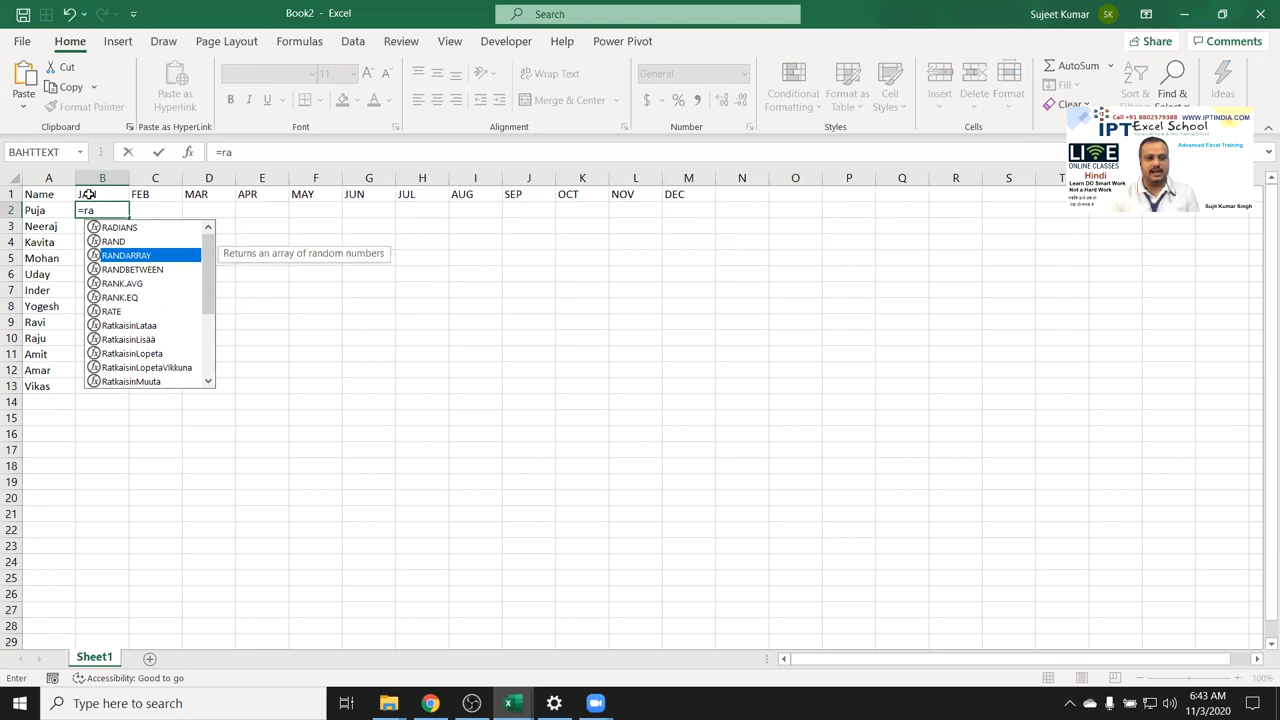 Book2 - Excel
Search
Sujeet Kumar
SK
File Home Insert Draw Page Layout Formulas Data Review View Developer Help Power Pivot
Share Comments
Paste
Cut
Copy
Format Painter
Clipboard
Paste as Hyperlink
Paste as HyperLink
11
B I U
Font
Wrap Text
Merge & Center
Alignment
General
Number
Conditional Formatting
Format as Table
Cell Styles
Styles
Insert Delete Format
Cells
AutoSum
Fill
Clear
Find &
Ideas
Call +91 8802579388 WWW.IPTINDIA.COM
IPT Excel School
Advanced Excel Training
LIVE
ONLINE CLASSES
Hindi
Learn DO Smart Work
Not a Hard Work
Sujit Kumar Singh
BAHTTEXT
=ra
A B C D E F G H I J K L M N O P Q R S T
1 Name FEB MAR APR MAY JUN JUL AUG SEP OCT NOV DEC
2 Puja =ra
3 Neeraj
4 Kavita
5 Mohan
6 Uday
7 Inder
8 Yogesh
9 Ravi
10 Raju
11 Amit
12 Amar
13 Vikas
14
15
16
17
18
19
20
21
22
23
24
25
26
27
28
29
RADIANS
RAND
RANDARRAY
Returns an array of random numbers
RANDBETWEEN
RANK.AVG
RANK.EQ
RATE
RatkaisinLataa
RatkaisinLisää
RatkaisinLopeta
RatkaisinLopetaVIkkuna
RatkaisinMuuta
Sheet1
Enter
Accessibility: Good to go
100%
Type here to search
6:43 AM
11/3/2020